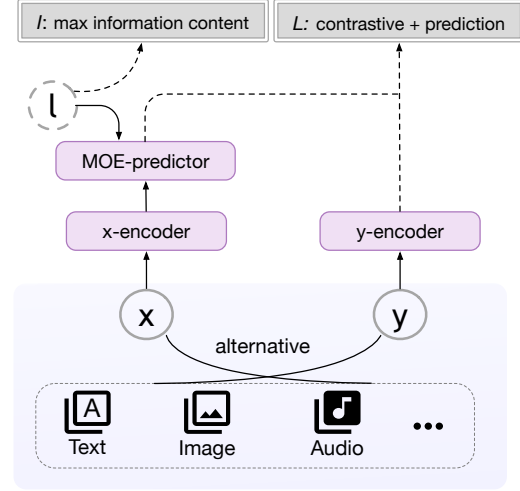 I: max information content
L: contrastive + prediction
l
MOE-predictor
x-encoder
y-encoder
x
y
alternative
A
Text
Image
Audio
...